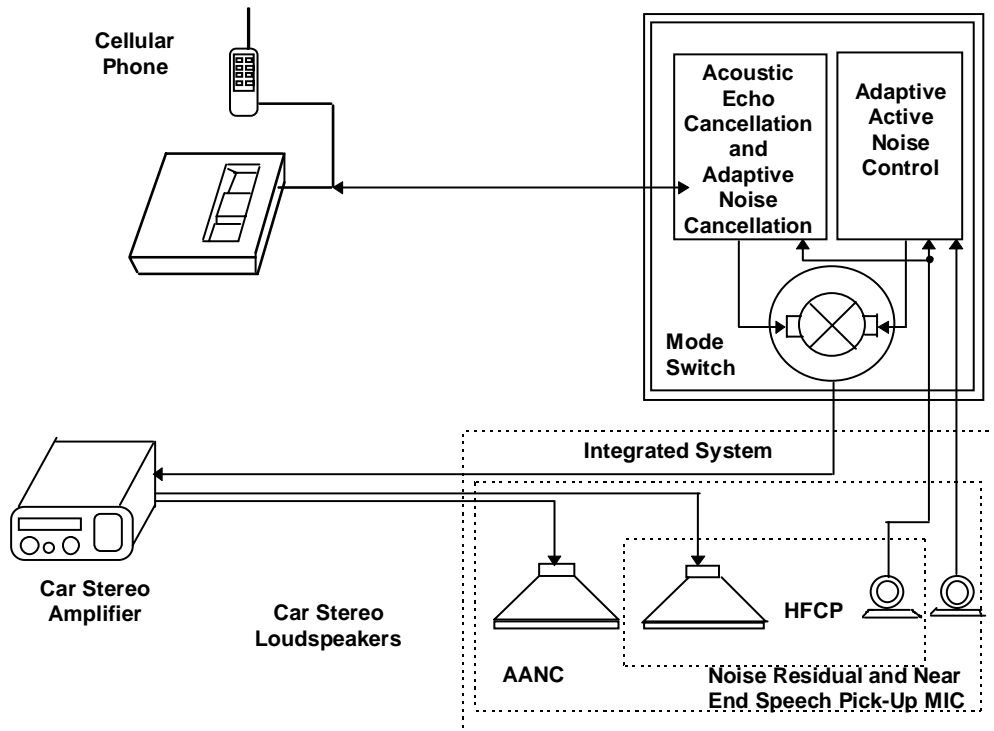 Cellular
Phone
Acoustic
Echo
Cancellation
and
Adaptive
Noise
Cancellation
Adaptive
Active
Noise
Control
Mode
Switch
Integrated System
Car Stereo
Amplifier
Car Stereo
Loudspeakers
HFCP
AANC
Noise Residual and Near
End Speech Pick-Up MIC